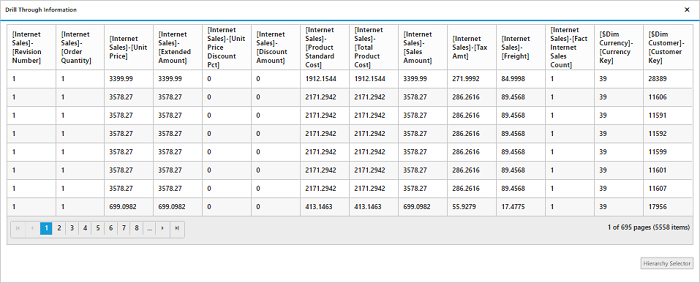 Drill Through Information
×
[Internet Sales]-[Revision Number] [Internet Sales]-[Order Quantity] [Internet Sales]-[Unit Price] [Internet Sales]-[Extended Amount] [Internet Sales]-[Unit Price Discount Pct] [Internet Sales]-[Discount Amount] [Internet Sales]-[Product Standard Cost] [Internet Sales]-[Total Product Cost] [Internet Sales]-[Sales Amount] [Internet Sales]-[Tax Amt] [Internet Sales]-[Freight] [Internet Sales]-[Fact Internet Sales Count] [$Dim Currency]-[Currency Key] [$Dim Customer]-[Customer Key]
1 1 3399.99 3399.99 0 0 1912.1544 1912.1544 3399.99 271.9992 84.9998 1 39 28389
1 1 3578.27 3578.27 0 0 2171.2942 2171.2942 3578.27 286.2616 89.4568 1 39 11606
1 1 3578.27 3578.27 0 0 2171.2942 2171.2942 3578.27 286.2616 89.4568 1 39 11591
1 1 3578.27 3578.27 0 0 2171.2942 2171.2942 3578.27 286.2616 89.4568 1 39 11592
1 1 3578.27 3578.27 0 0 2171.2942 2171.2942 3578.27 286.2616 89.4568 1 39 11599
1 1 3578.27 3578.27 0 0 2171.2942 2171.2942 3578.27 286.2616 89.4568 1 39 11601
1 1 3578.27 3578.27 0 0 2171.2942 2171.2942 3578.27 286.2616 89.4568 1 39 11607
1 1 699.0982 699.0982 0 0 413.1463 413.1463 699.0982 55.9279 17.4775 1 39 17956
1 2 3 4 5 6 7 8 ... 1 of 695 pages (5558 items)
Hierarchy Selector